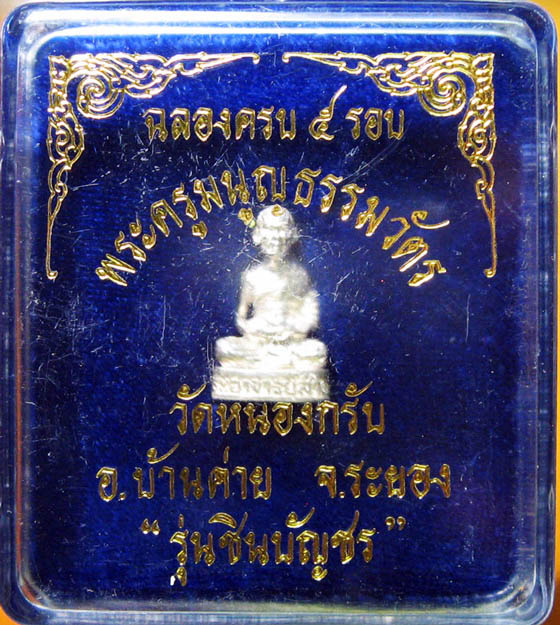 ฉลองครบ ๕ รอบ
พระครูมนูญธรรมวัตร
วัดหนองกรับ
อ.บ้านค่าย จ.ระยอง
“รุ่นชินบัญชร”